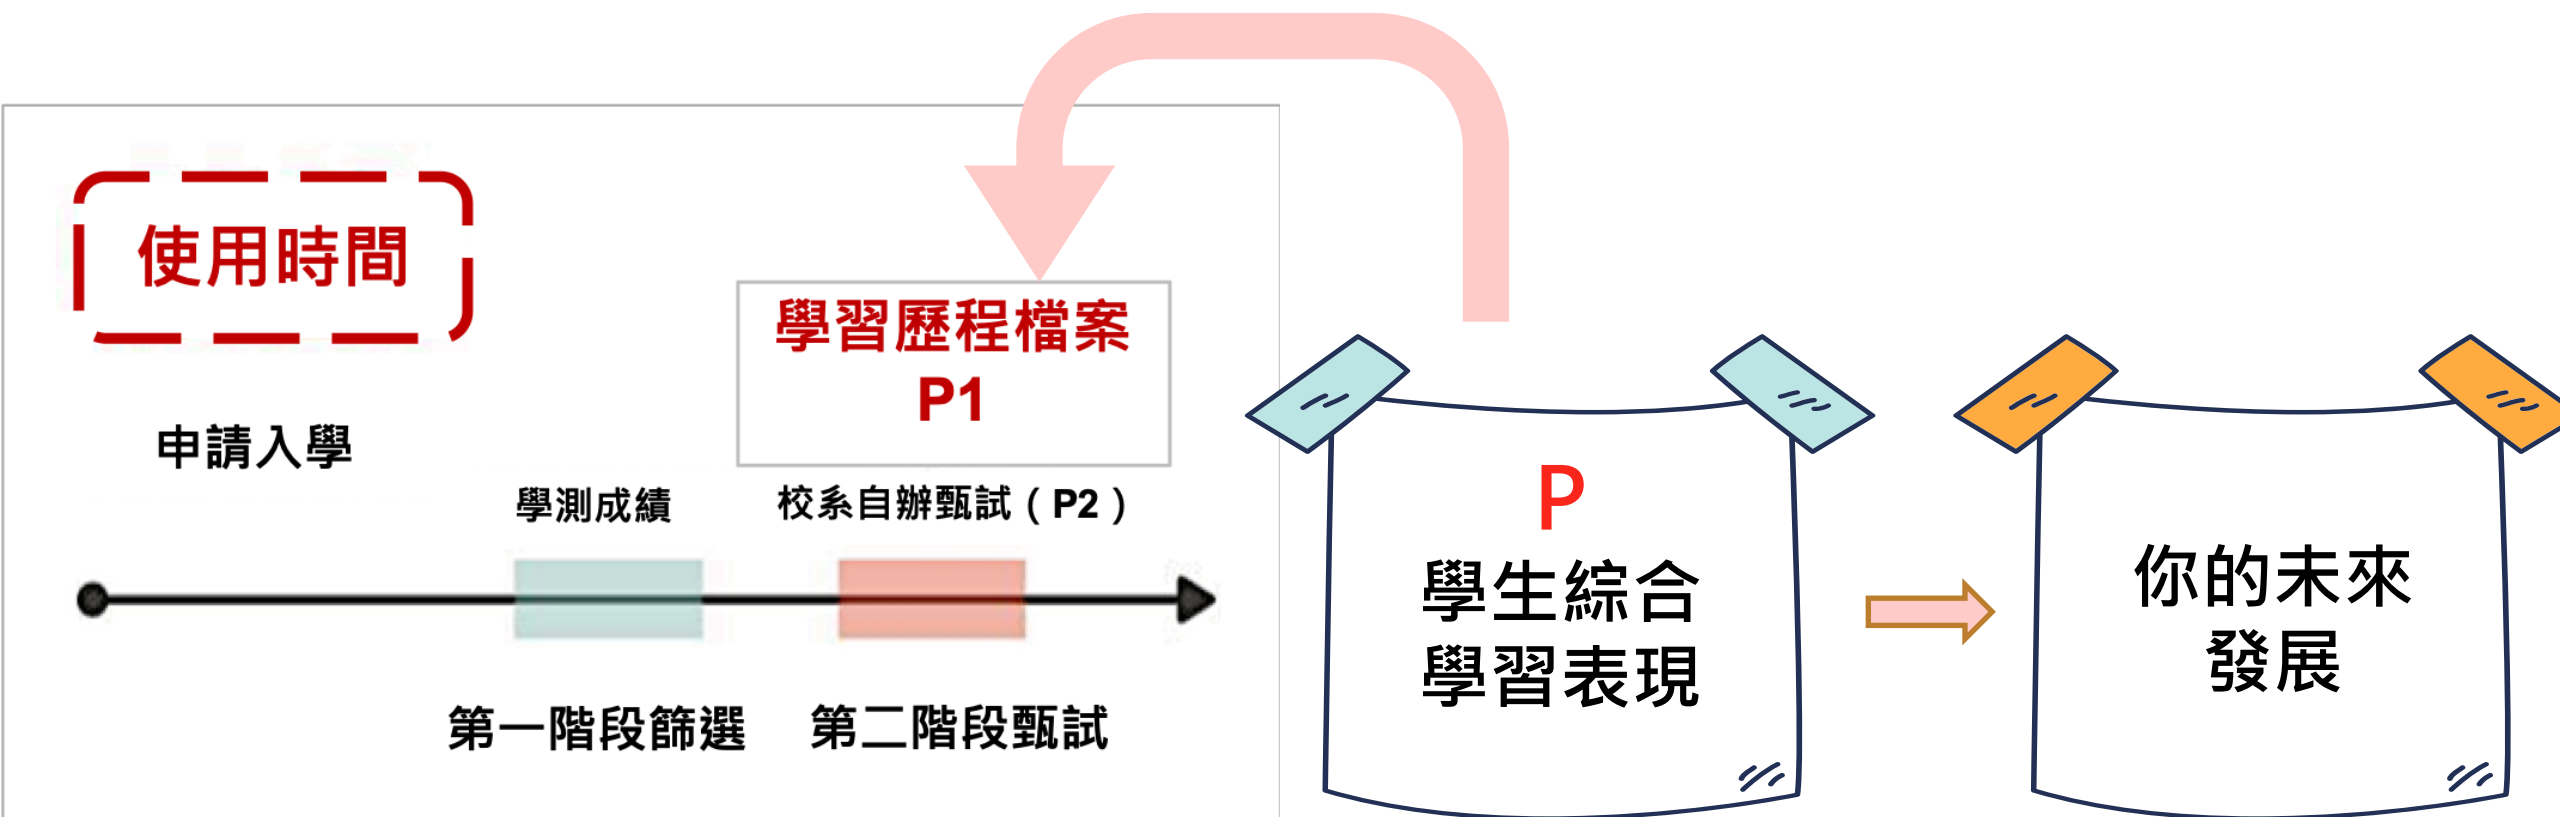 使用時間
學習歷程檔案
P1
申請入學
學測成績
校系自辦甄試（P2）
第一階段篩選
第二階段甄試
P
學生綜合
學習表現
你的未來
發展